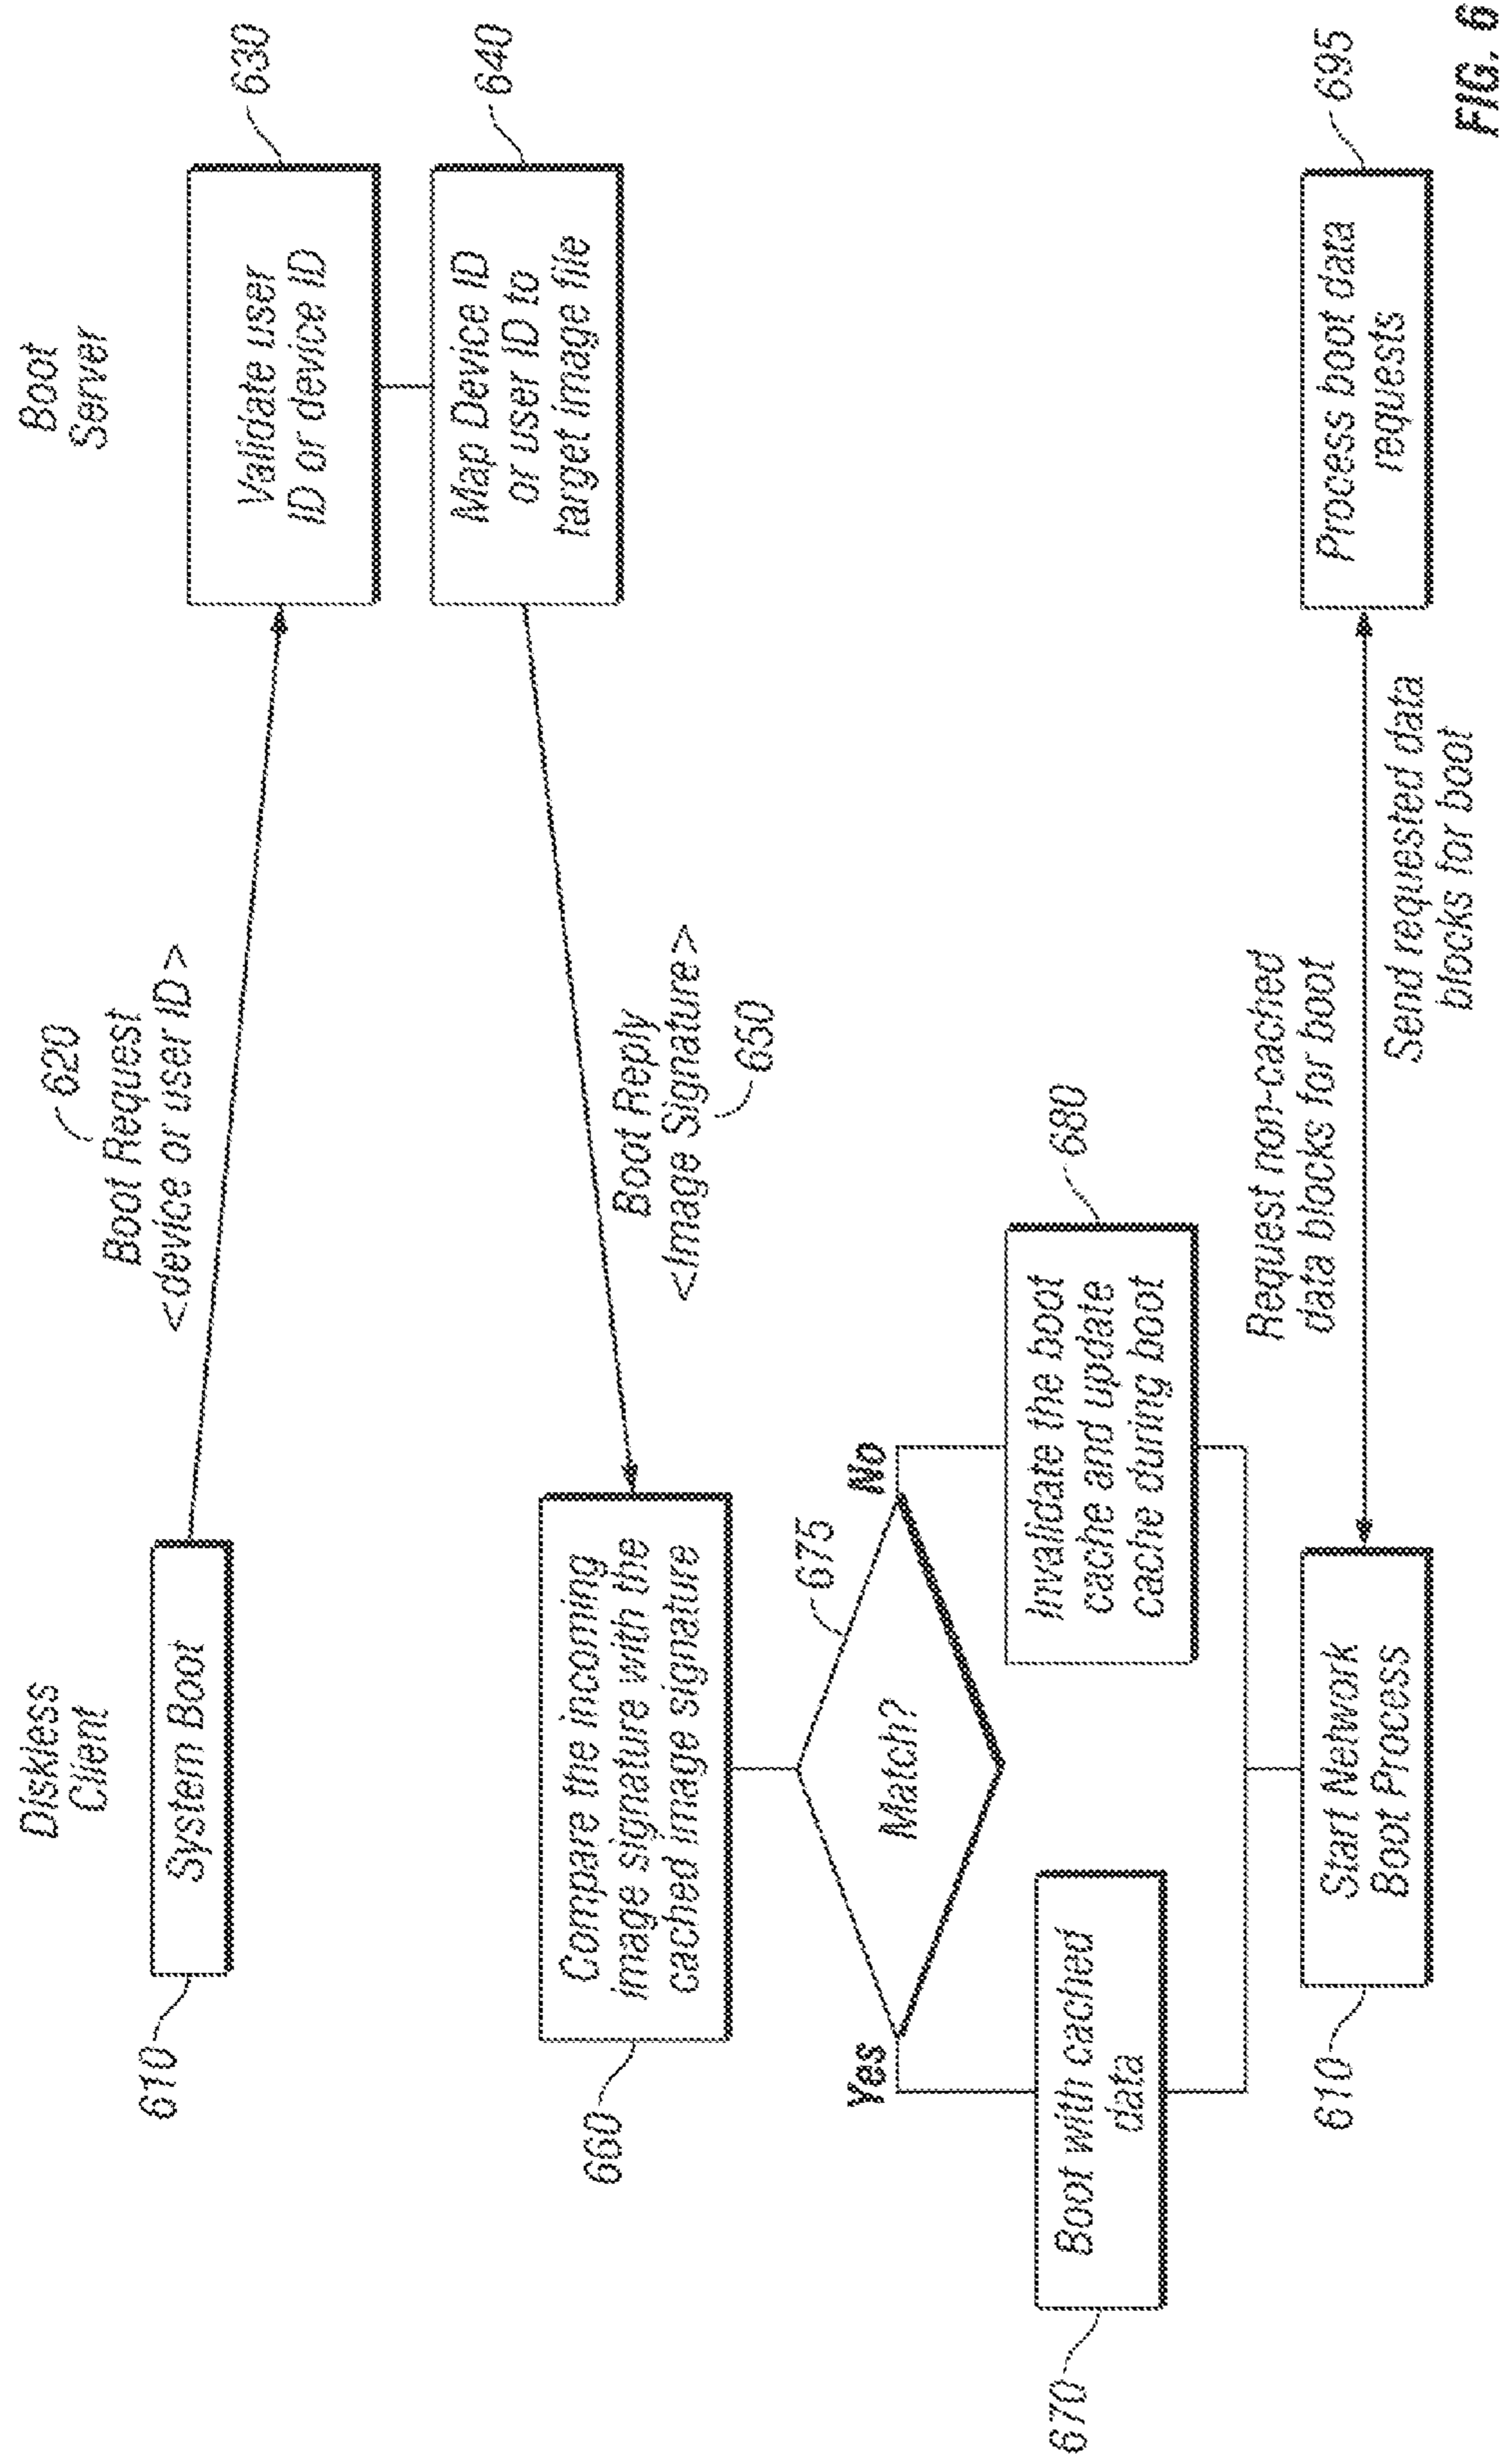 Diskless
Client
Boot
Server
610
System Boot
620
Boot Request
<device or user ID>
Validate user
ID or device ID
630
Map Device ID
or user ID to
target image file
640
Boot Reply
<Image Signature>
650
660
Compare the incoming
image signature with the
cached image signature
675
Yes
Match?
No
670
Boot with cached
data
Invalidate the boot
cache and update
cache during boot
680
610
Start Network
Boot Process
Request non-cached
data blocks for boot
Send requested data
blocks for boot
Process boot data
requests
695
FIG. 6